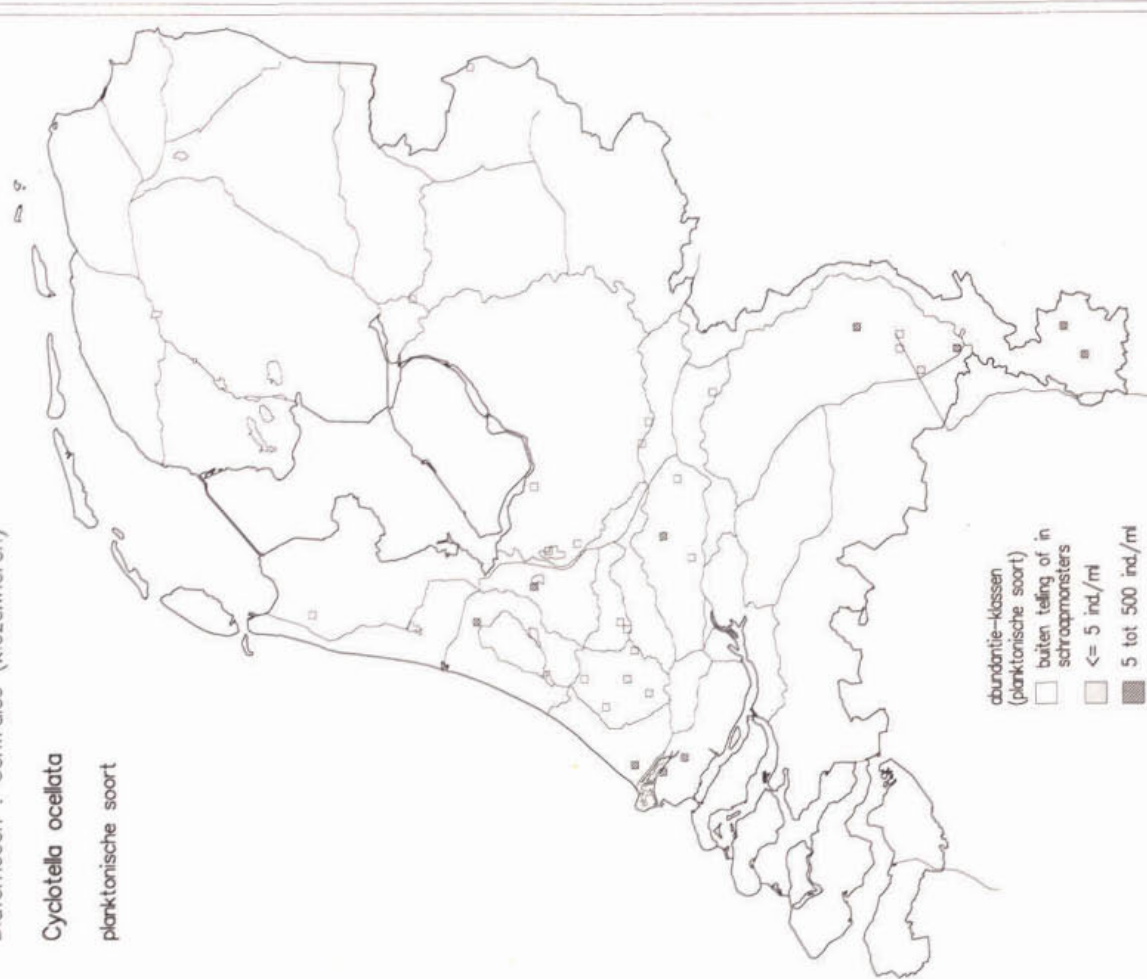 Cyclotella ocellata
planktonische soort
abundantie-klassen
(planktonische soort)
buiten telling of in
schraapmonsters
<= 5 ind./ml
5 tot 500 ind./ml